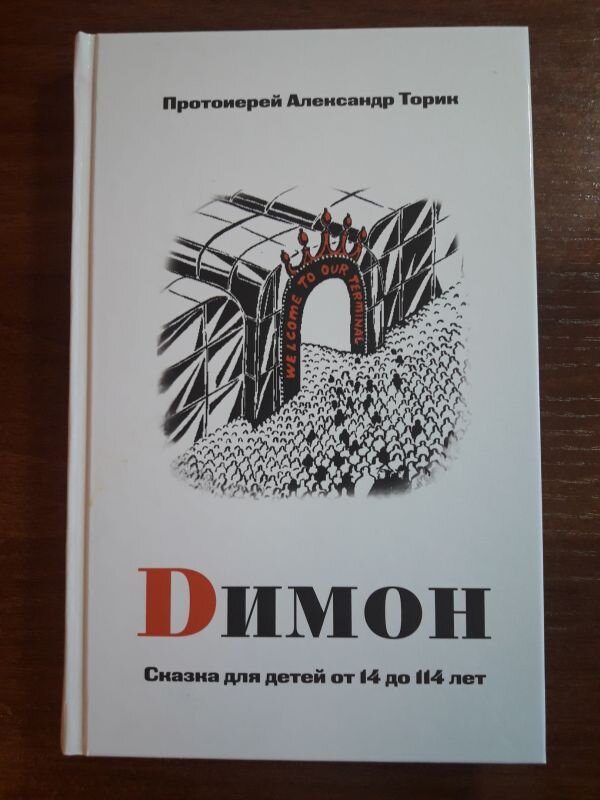 Протоиерей Александр Торик
WELCOME TO OUR TERMINAL
Dимон
Сказка для детей от 14 до 114 лет